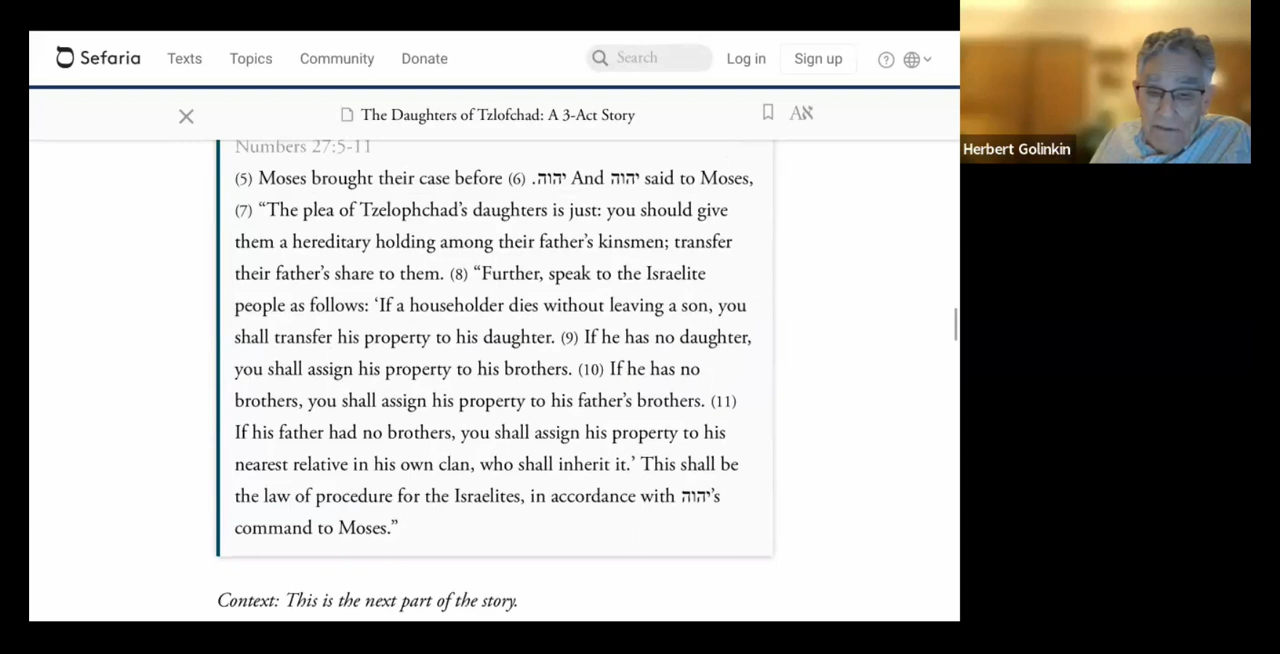 Sefaria Texts Topics Community Donate Search Log in Sign up
The Daughters of Tzlofchad: A 3-Act Story Aא
Numbers 27:5-11
(5) Moses brought their case before יהוה. (6) And יהוה said to Moses,
(7) “The plea of Tzelophchad’s daughters is just: you should give
them a hereditary holding among their father’s kinsmen; transfer
their father’s share to them. (8) “Further, speak to the Israelite
people as follows: ‘If a householder dies without leaving a son, you
shall transfer his property to his daughter. (9) If he has no daughter,
you shall assign his property to his brothers. (10) If he has no
brothers, you shall assign his property to his father’s brothers. (11)
If his father had no brothers, you shall assign his property to his
nearest relative in his own clan, who shall inherit it.’ This shall be
the law of procedure for the Israelites, in accordance with יהוה’s
command to Moses.”
Context: This is the next part of the story.
Herbert Golinkin